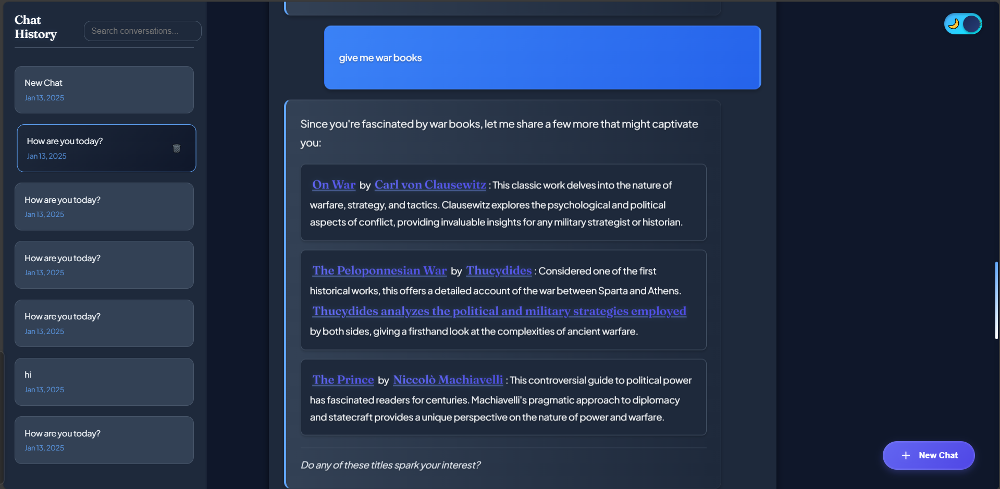 Chat
History
Search conversations...
New Chat
Jan 13, 2025
How are you today?
Jan 13, 2025
How are you today?
Jan 13, 2025
How are you today?
Jan 13, 2025
How are you today?
Jan 13, 2025
hi
Jan 13, 2025
How are you today?
Jan 13, 2025
give me war books
Since you're fascinated by war books, let me share a few more that might captivate
you:
On War by Carl von Clausewitz : This classic work delves into the nature of
warfare, strategy, and tactics. Clausewitz explores the psychological and political
aspects of conflict, providing invaluable insights for any military strategist or historian.
The Peloponnesian War by Thucydides : Considered one of the first
historical works, this offers a detailed account of the war between Sparta and Athens.
Thucydides analyzes the political and military strategies employed
by both sides, giving a firsthand look at the complexities of ancient warfare.
The Prince by Niccolò Machiavelli : This controversial guide to political power
has fascinated readers for centuries. Machiavelli's pragmatic approach to diplomacy
and statecraft provides a unique perspective on the nature of power and warfare.
Do any of these titles spark your interest?
+ New Chat